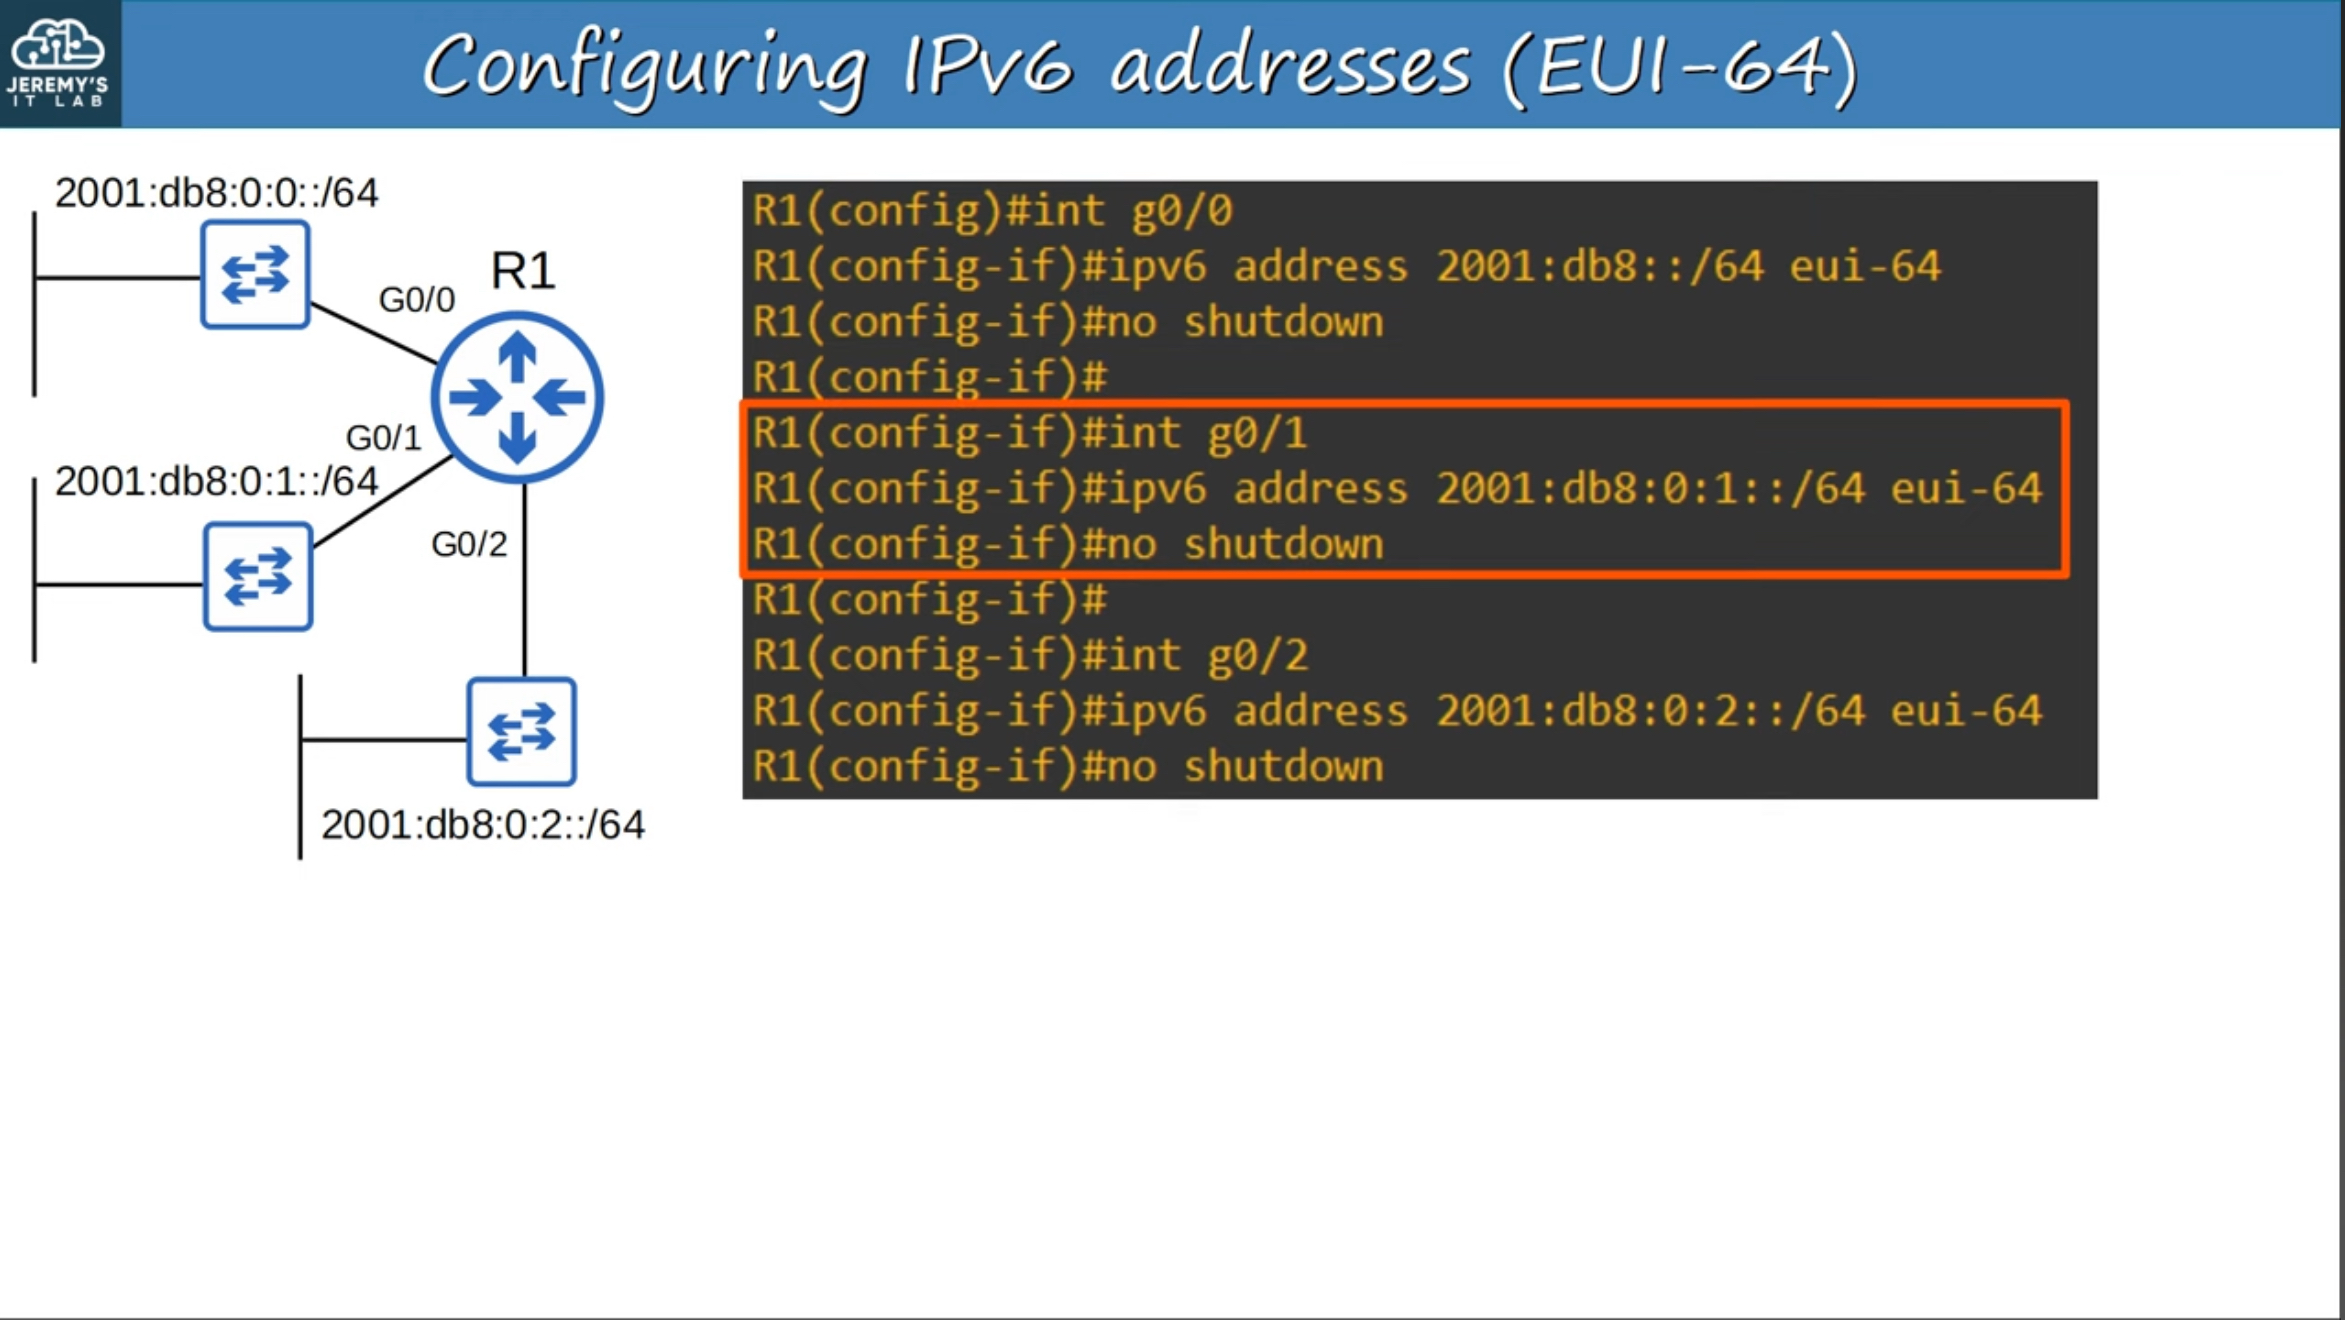 JEREMY'S
IT LAB
Configuring IPv6 addresses (EUI-64)
2001:db8:0:0::/64
R1
G0/0
G0/1
2001:db8:0:1::/64
G0/2
2001:db8:0:2::/64
R1(config)#int g0/0
R1(config-if)#ipv6 address 2001:db8::/64 eui-64
R1(config-if)#no shutdown
R1(config-if)#
R1(config-if)#int g0/1
R1(config-if)#ipv6 address 2001:db8:0:1::/64 eui-64
R1(config-if)#no shutdown
R1(config-if)#
R1(config-if)#int g0/2
R1(config-if)#ipv6 address 2001:db8:0:2::/64 eui-64
R1(config-if)#no shutdown